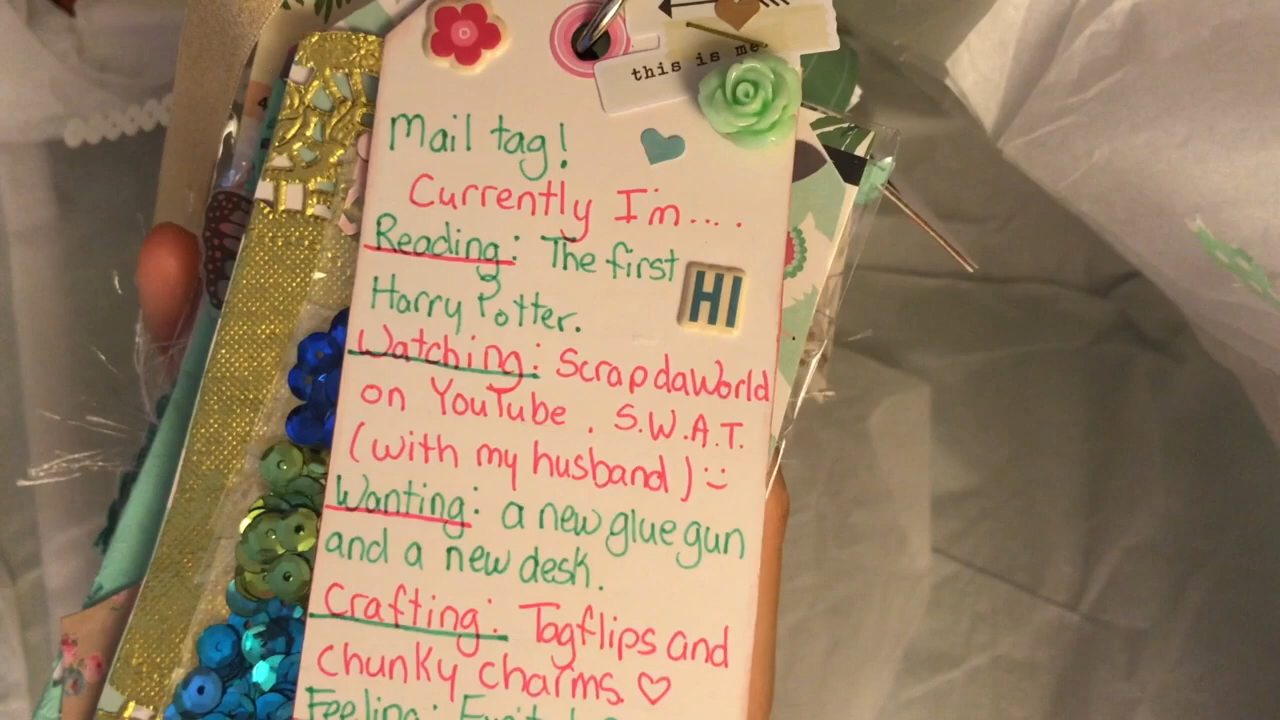 this is me
Mail tag!
Currently I'm....
Reading: The first
HI
Harry Potter.
Watching: ScrapdaWorld
on YouTube. S.W.A.T.
(with my husband) :)
Wanting: a new glue gun
and a new desk.
Crafting: Tagflips and
chunky charms. ♡
Feeling: